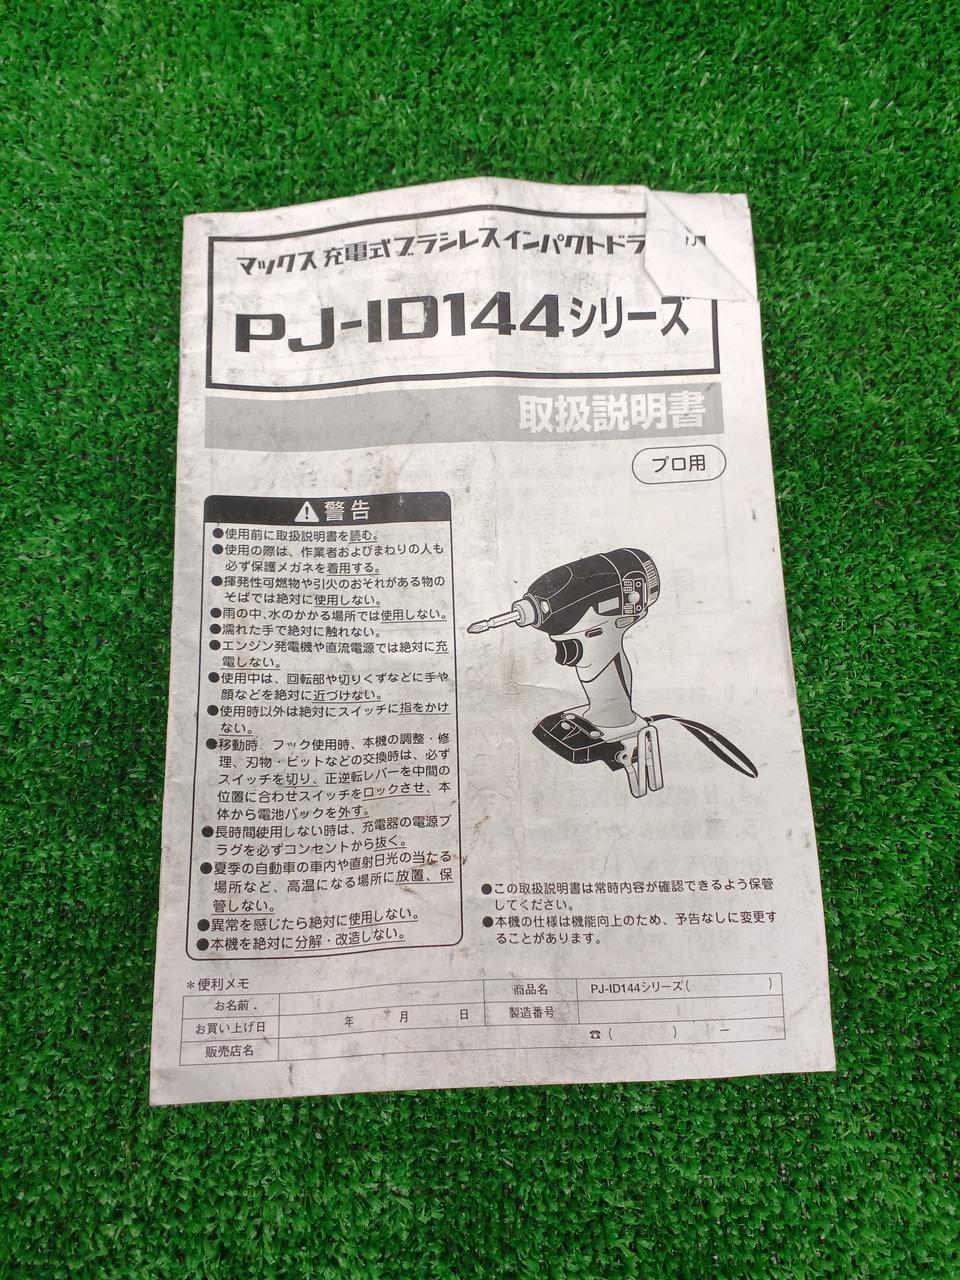 マックス充電式ブラシレスインパクトドラ
PJ-ID144シリーズ
取扱説明書
プロ用
警告
●使用前に取扱説明書を読む。
●使用の際は、作業者およびまわりの人も
必ず保護メガネを着用する。
●揮発性可燃物や引火のおそれがある物の
そばでは絶対に使用しない。
●雨の中、水のかかる場所では使用しない。
●濡れた手で絶対に触れない。
●エンジン発電機や直流電源では絶対に充
電しない。
●使用中は、回転部や切りくずなどに手や
顔などを絶対に近づけない。
●使用時以外は絶対にスイッチに指をかけ
ない。
●移動時、フック使用時、本機の調整・修
理、刃物・ビットなどの交換時は、必ず
スイッチを切り、正逆転レバーを中間の
位置に合わせスイッチをロックさせ、本
体から電池パックを外す。
●長時間使用しない時は、充電器の電源プ
ラグを必ずコンセントから抜く。
●夏季の自動車の車内や直射日光の当たる
場所など、高温になる場所に放置、保
管しない。
●異常を感じたら絶対に使用しない。
●本機を絶対に分解・改造しない。
●この取扱説明書は常時内容が確認できるよう保管
してください。
●本機の仕様は機能向上のため、予告なしに変更す
ることがあります。
＊便利メモ
お名前 商品名 PJ-ID144シリーズ( )
お買い上げ日 年 月 日 製造番号
販売店名 ☎( ) ー